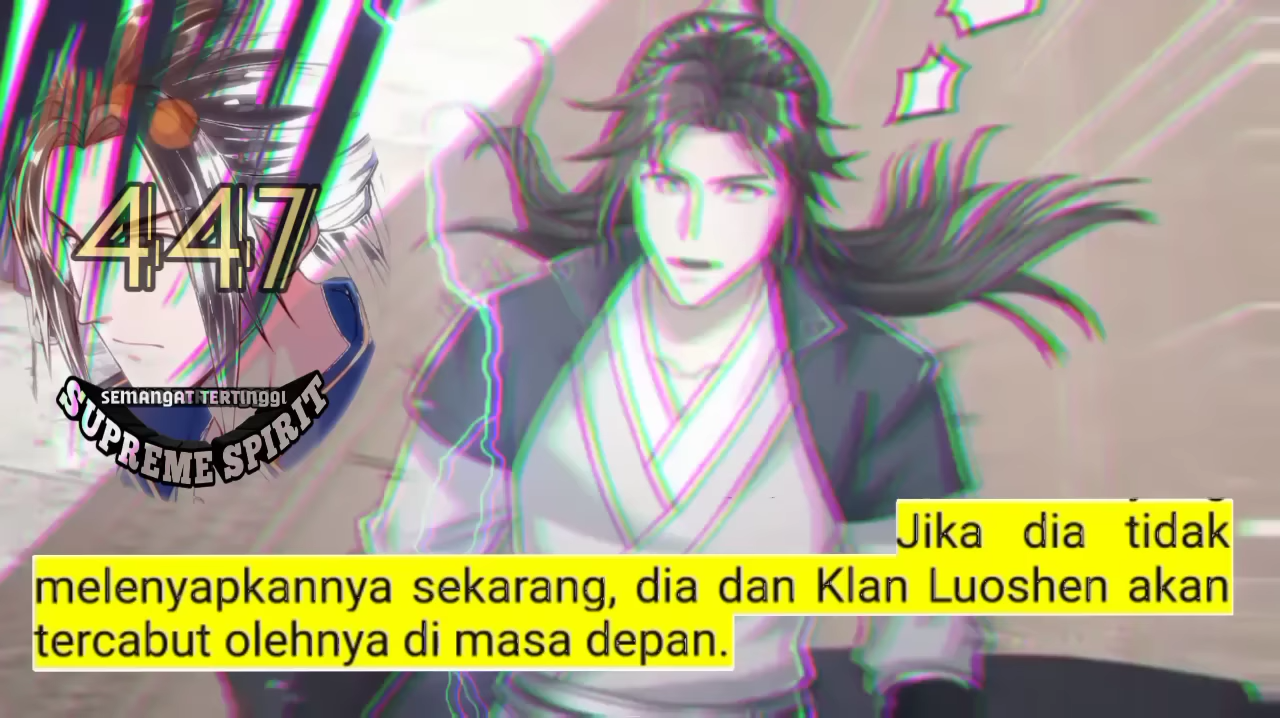 447
SEMANGAT TERTINGGI
SUPREME SPIRIT
Jika dia tidak
melenyapkannya sekarang, dia dan Klan Luoshen akan
tercabut olehnya di masa depan.